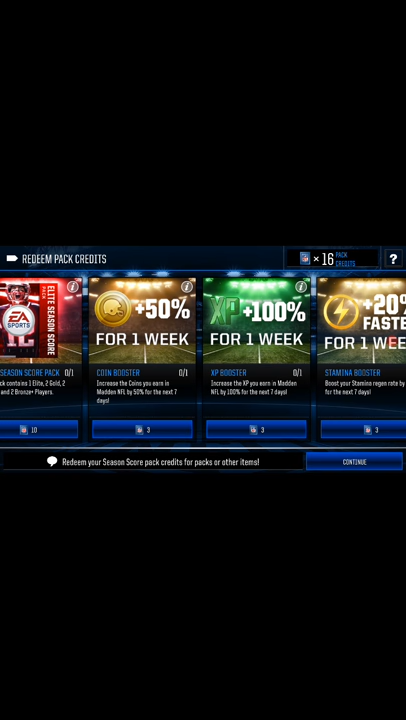 REDEEM PACK CREDITS
× 16 PACK CREDITS
?
EA SPORTS
ELITE SEASON SCORE
PACK
SEASON SCORE PACK 0/1
ck contains 1 Elite, 2 Gold, 2
and 2 Bronze+ Players.
10
+50%
FOR 1 WEEK
COIN BOOSTER 0/1
Increase the Coins you earn in
Madden NFL by 50% for the next 7
days!
3
XP +100%
FOR 1 WEEK
XP BOOSTER 0/1
Increase the XP you earn in Madden
NFL by 100% for the next 7 days!
3
+20%
FASTE
FOR 1 WEE
STAMINA BOOSTER
Boost your Stamina regen rate by
for the next 7 days!
3
Redeem your Season Score pack credits for packs or other items!
CONTINUE